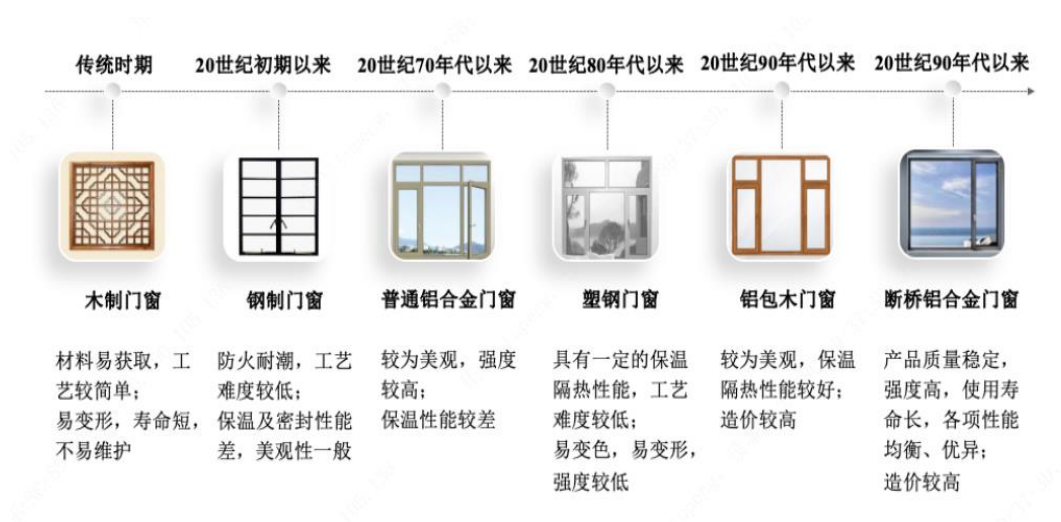 传统时期
20世纪初期以来
20世纪70年代以来
20世纪80年代以来
20世纪90年代以来
20世纪90年代以来
木制门窗
钢制门窗
普通铝合金门窗
塑钢门窗
铝包木门窗
断桥铝合金门窗
材料易获取，工
艺较简单；
易变形，寿命短，
不易维护
防火耐潮，工艺
难度较低；
保温及密封性能
差，美观性一般
较为美观，强度
较高；
保温性能较差
具有一定的保温
隔热性能，工艺
难度较低；
易变色，易变形，
强度较低
较为美观，保温
隔热性能较好；
造价较高
产品质量稳定，
强度高，使用寿
命长，各项性能
均衡、优异；
造价较高